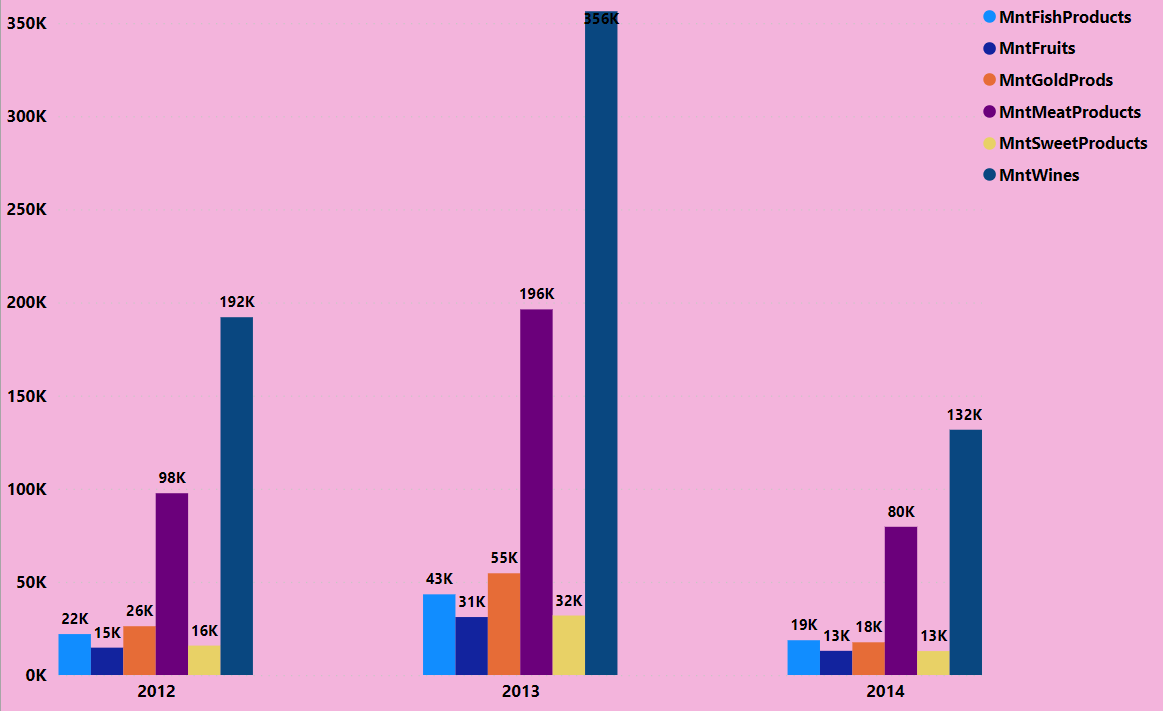 350K
300K
250K
200K
150K
100K
50K
0K
22K
15K
26K
98K
16K
192K
43K
31K
55K
196K
32K
356K
19K
13K
18K
80K
13K
132K
2012
2013
2014
MntFishProducts
MntFruits
MntGoldProds
MntMeatProducts
MntSweetProducts
MntWines